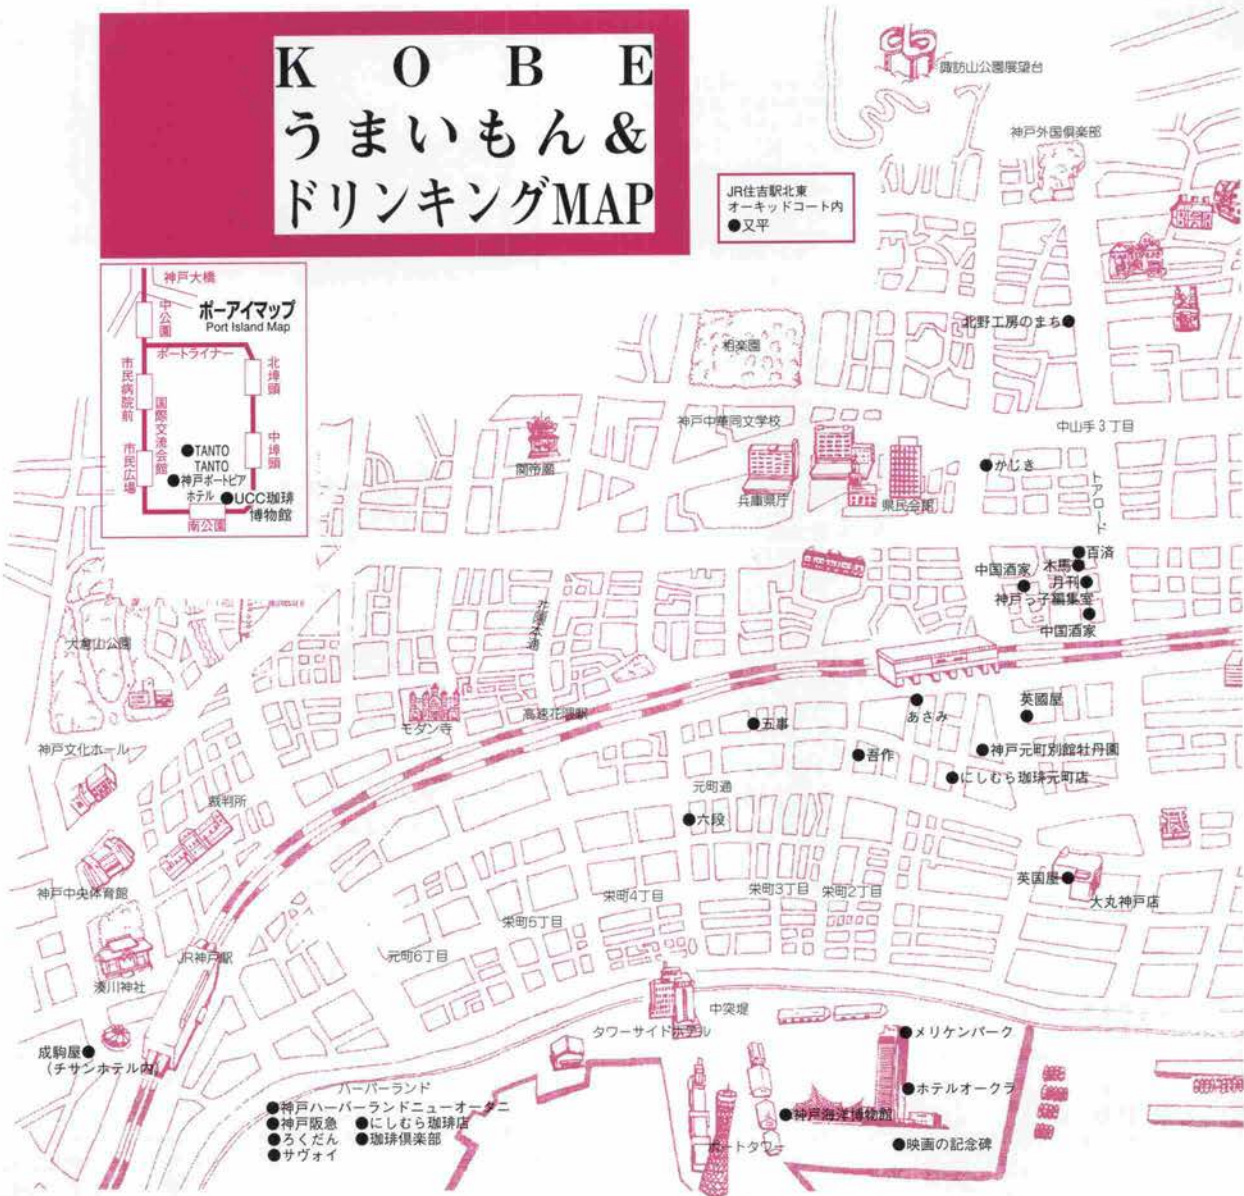 KOBE
うまいもん&
ドリンキングMAP
諏訪山公園展望台
神戸外国倶楽部
JR住吉駅北東
オーキッドコート内
●又平
神戸大橋
ポーアイマップ
Port Island Map
中公園
ポートライナー
市民病院前
国際交流会館
北埠頭
市民広場
中埠頭
●TANTO
TANTO
●神戸ポートピア
ホテル
●UCC珈琲
博物館
南公園
北野工房のまち●
相楽園
神戸中華同文学校
中山手3丁目
関帝廟
兵庫県庁
県民会館
●かじき
トアロード
●百済
木馬●
月刊●
神戸っ子編集室
中国酒家
●
●
中国酒家
花隈本通
大倉山公園
モダン寺
高速花隈駅
●五事
●
あさみ
英國屋
●
●吾作
●神戸元町別館牡丹園
●にしむら珈琲元町店
神戸文化ホール
元町通
裁判所
●六段
神戸中央体育館
栄町5丁目
栄町4丁目
栄町3丁目
栄町2丁目
英国屋●
大丸神戸店
元町6丁目
JR神戸駅
湊川神社
中突堤
タワーサイドホテル
●メリケンパーク
成駒屋●
(チサンホテル内)
ハーバーランド
●神戸ハーバーランドニューオータニ
●神戸阪急 ●にしむら珈琲店
●ろくだん ●珈琲倶楽部
●サヴォイ
●ホテルオークラ
●神戸海洋博物館
ポートタワー
●映画の記念碑